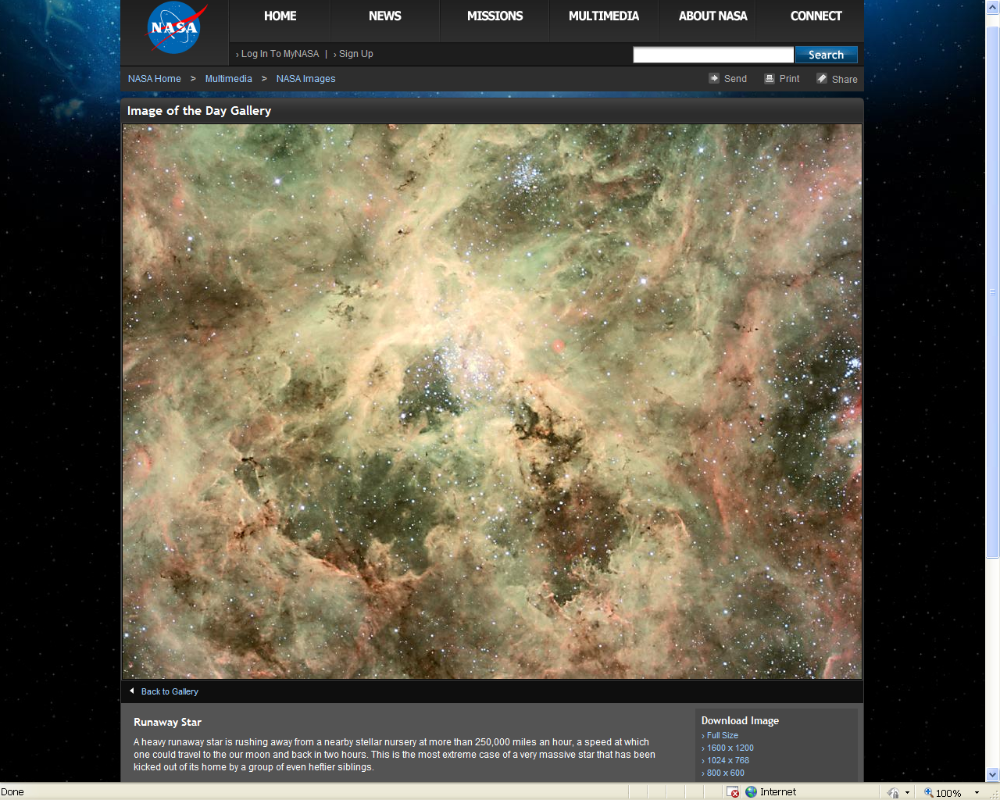 NASA
HOME
NEWS
MISSIONS
MULTIMEDIA
ABOUT NASA
CONNECT
› Log In To MyNASA | › Sign Up
Search
NASA Home > Multimedia > NASA Images
Send
Print
Share
Image of the Day Gallery
Back to Gallery
Runaway Star
A heavy runaway star is rushing away from a nearby stellar nursery at more than 250,000 miles an hour, a speed at which
one could travel to the our moon and back in two hours. This is the most extreme case of a very massive star that has been
kicked out of its home by a group of even heftier siblings.
Download Image
› Full Size
› 1600 x 1200
› 1024 x 768
› 800 x 600
Done
Internet
100%